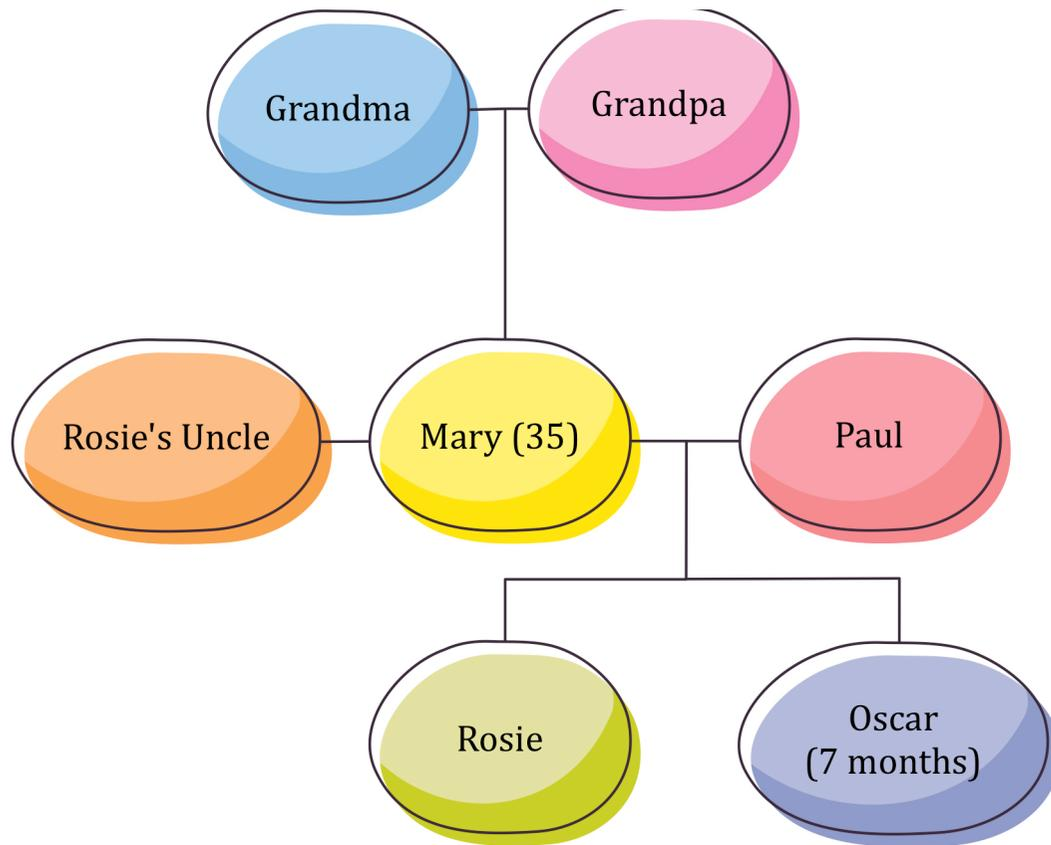 Grandma
Grandpa
Rosie's Uncle
Mary (35)
Paul
Rosie
Oscar
(7 months)